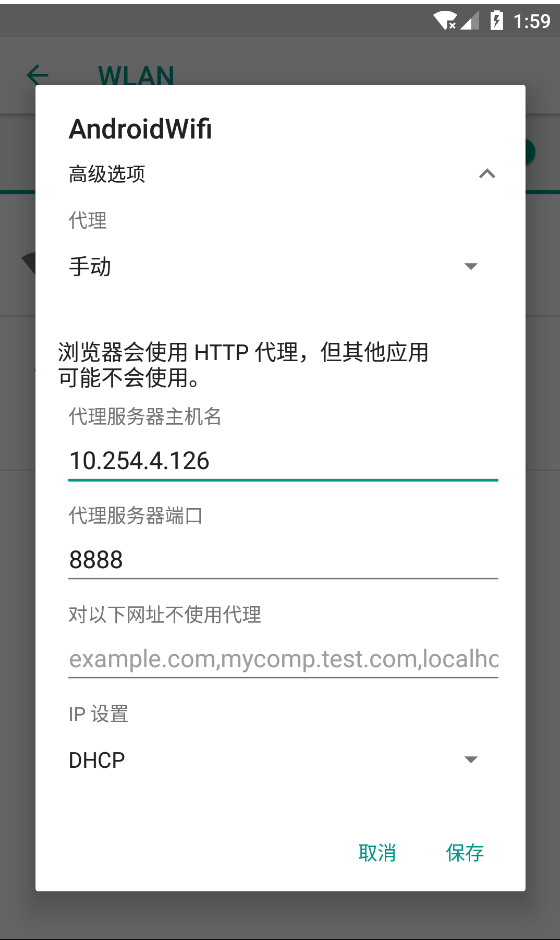 1:59
WLAN
AndroidWifi
高级选项
代理
手动
浏览器会使用 HTTP 代理，但其他应用
可能不会使用。
代理服务器主机名
10.254.4.126
代理服务器端口
8888
对以下网址不使用代理
example.com,mycomp.test.com,localhc
IP 设置
DHCP
取消
保存